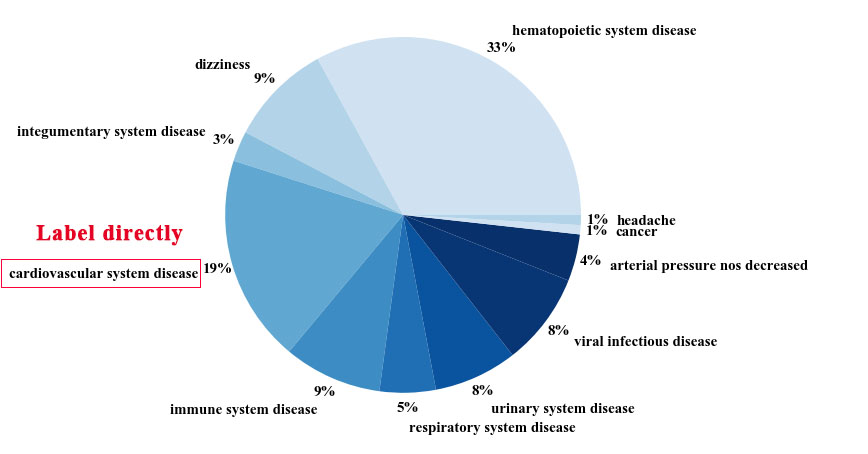 hematopoietic system disease
33%
dizziness
9%
integumentary system disease
3%
Label directly
cardiovascular system disease
19%
1% headache
1% cancer
4% arterial pressure nos decreased
8%
viral infectious disease
9%
immune system disease
8%
urinary system disease
5%
respiratory system disease